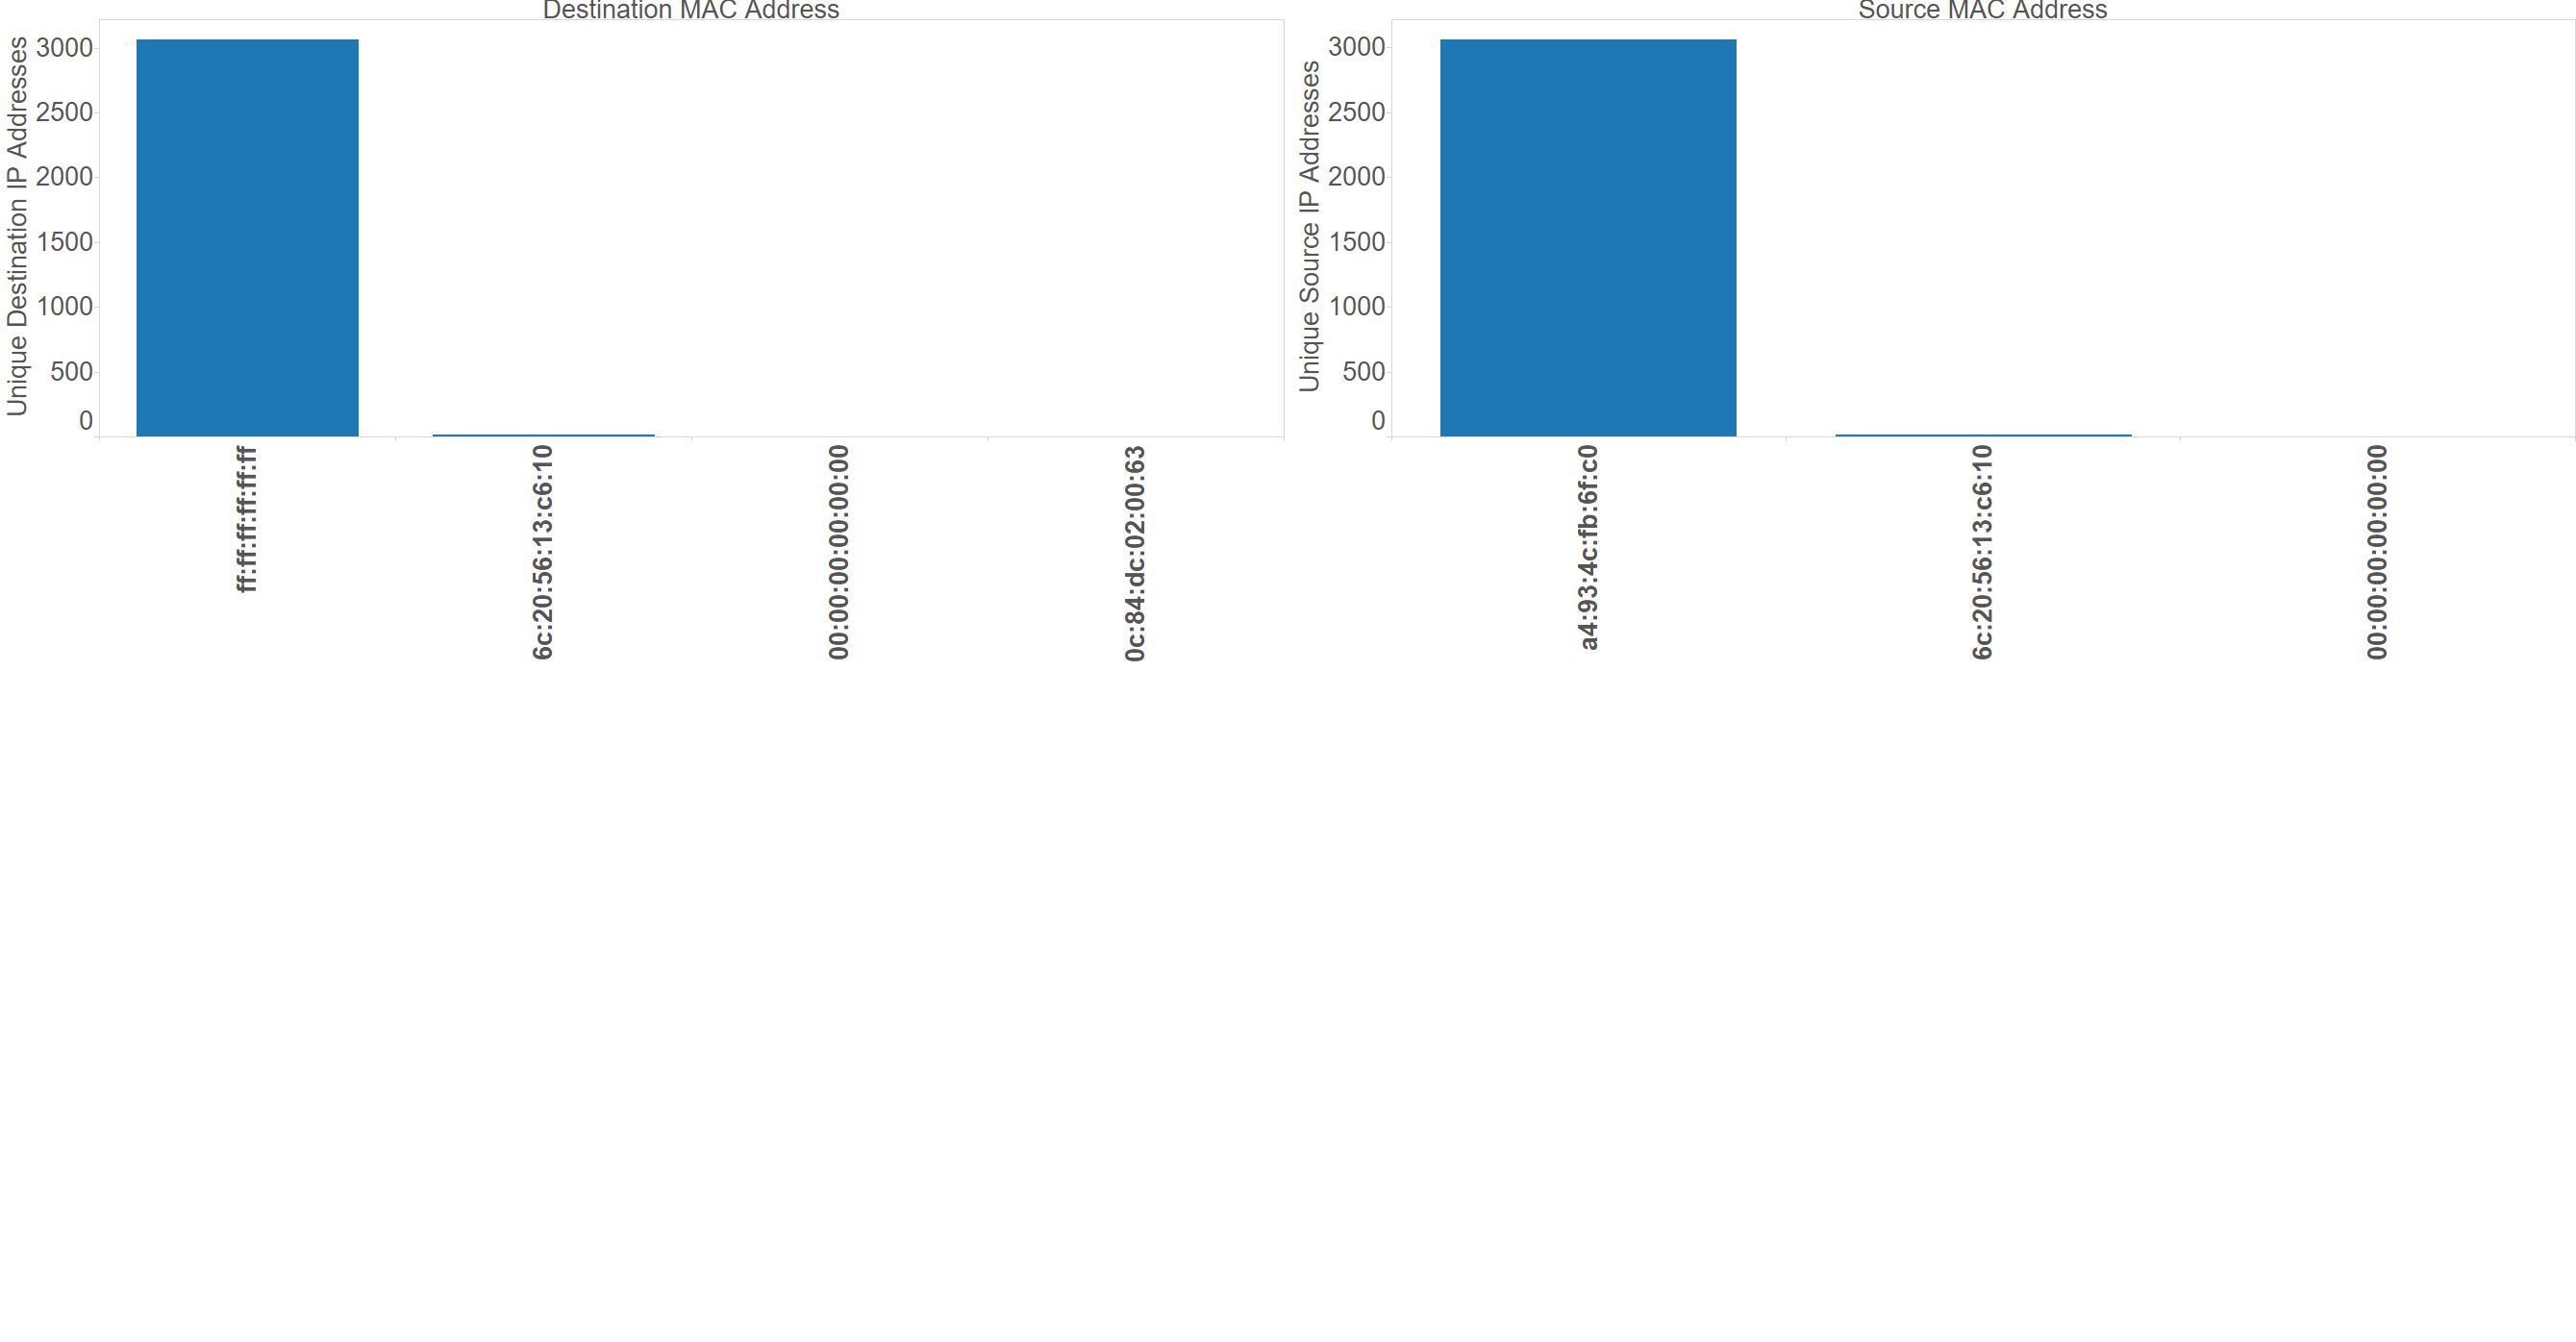 Destination MAC Address
Unique Destination IP Addresses
3000
2500
2000
1500
1000
500
0
ff:ff:ff:ff:ff:ff
6c:20:56:13:c6:10
00:00:00:00:00:00
0c:84:dc:02:00:63
Source MAC Address
Unique Source IP Addresses
3000
2500
2000
1500
1000
500
0
a4:93:4c:fb:6f:c0
6c:20:56:13:c6:10
00:00:00:00:00:00